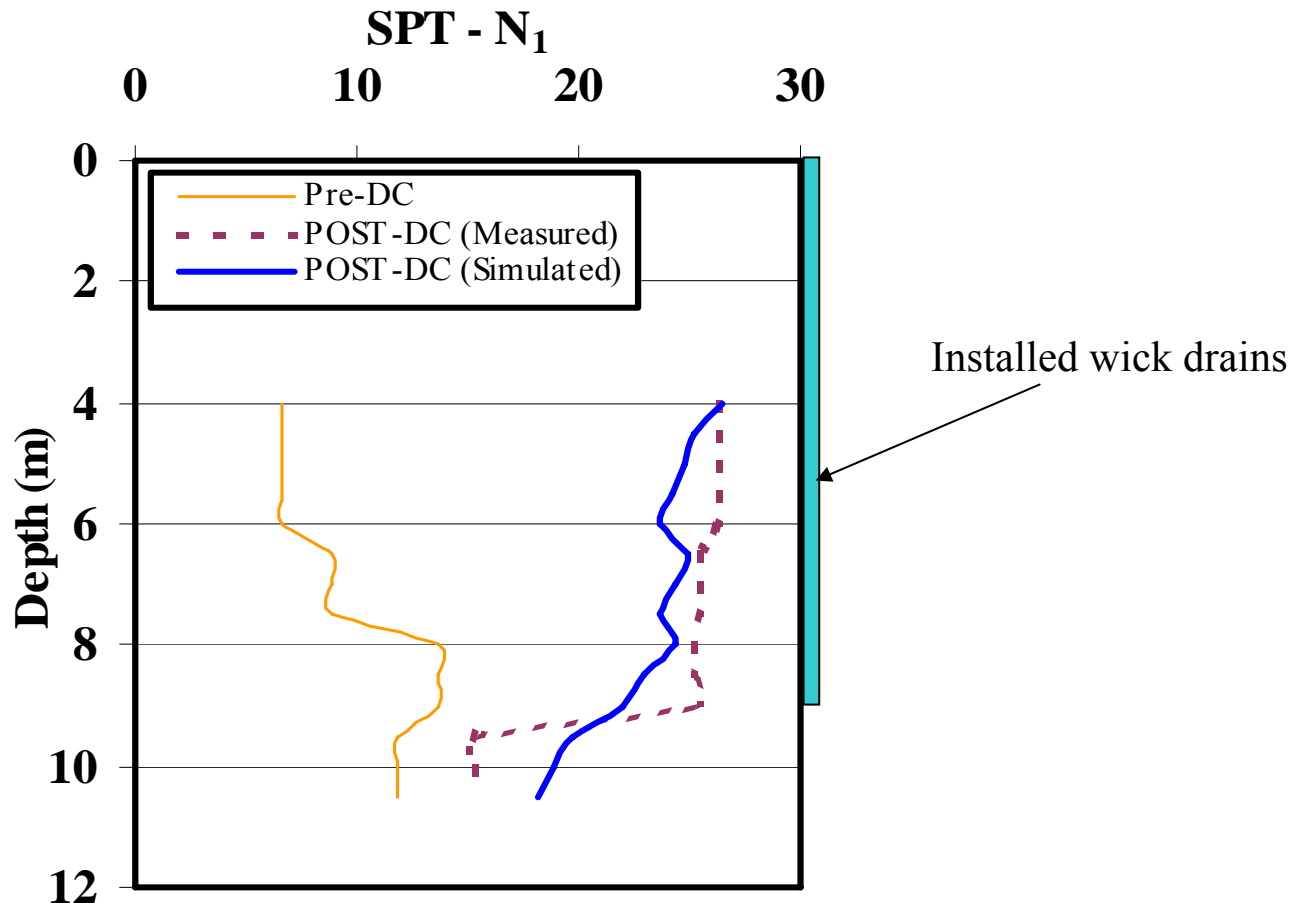 SPT - N1
0 10 20 30
0
Pre-DC
POST-DC (Measured)
POST-DC (Simulated)
2
Installed wick drains
4
Depth (m)
6
8
10
12